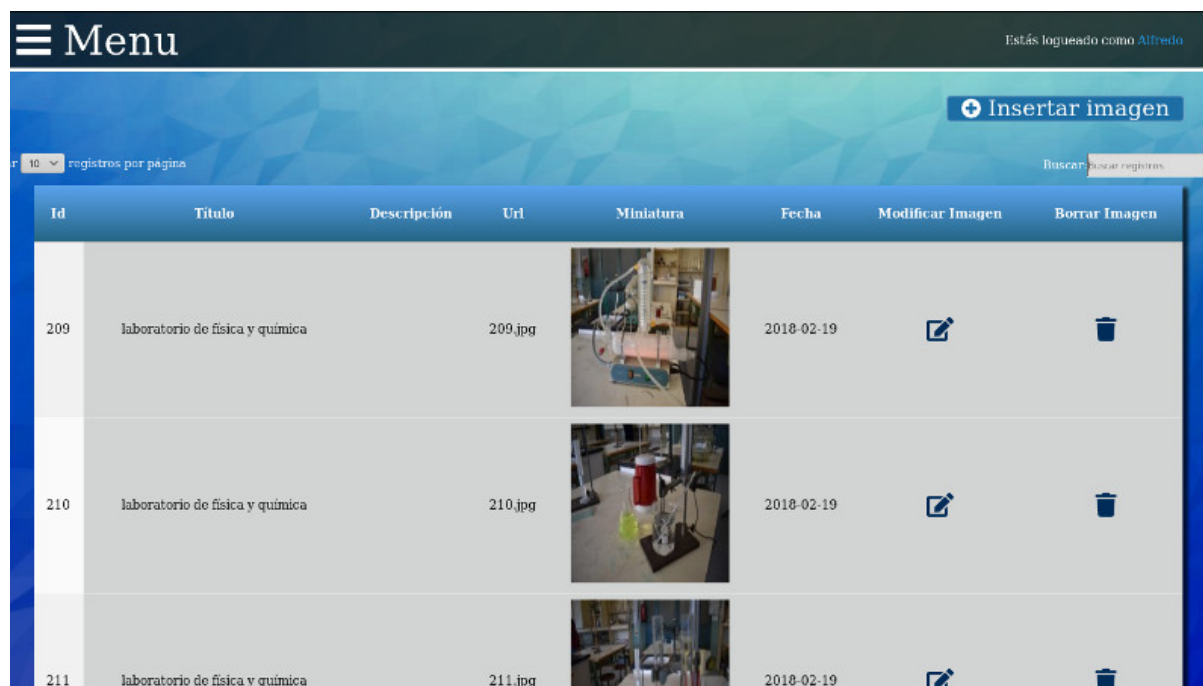 Menu
Estás logueado como Alfredo
Insertar imagen
r 10 registros por página
Buscar: Buscar registros
Id Título Descripción Url Miniatura Fecha Modificar Imagen Borrar Imagen
209 laboratorio de física y química 209.jpg 2018-02-19
210 laboratorio de física y química 210.jpg 2018-02-19
211 laboratorio de física y química 211.jpg 2018-02-19